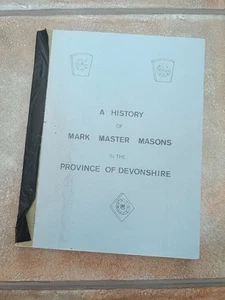 A HISTORY
OF
MARK MASTER MASONS
IN THE
PROVINCE OF DEVONSHIRE